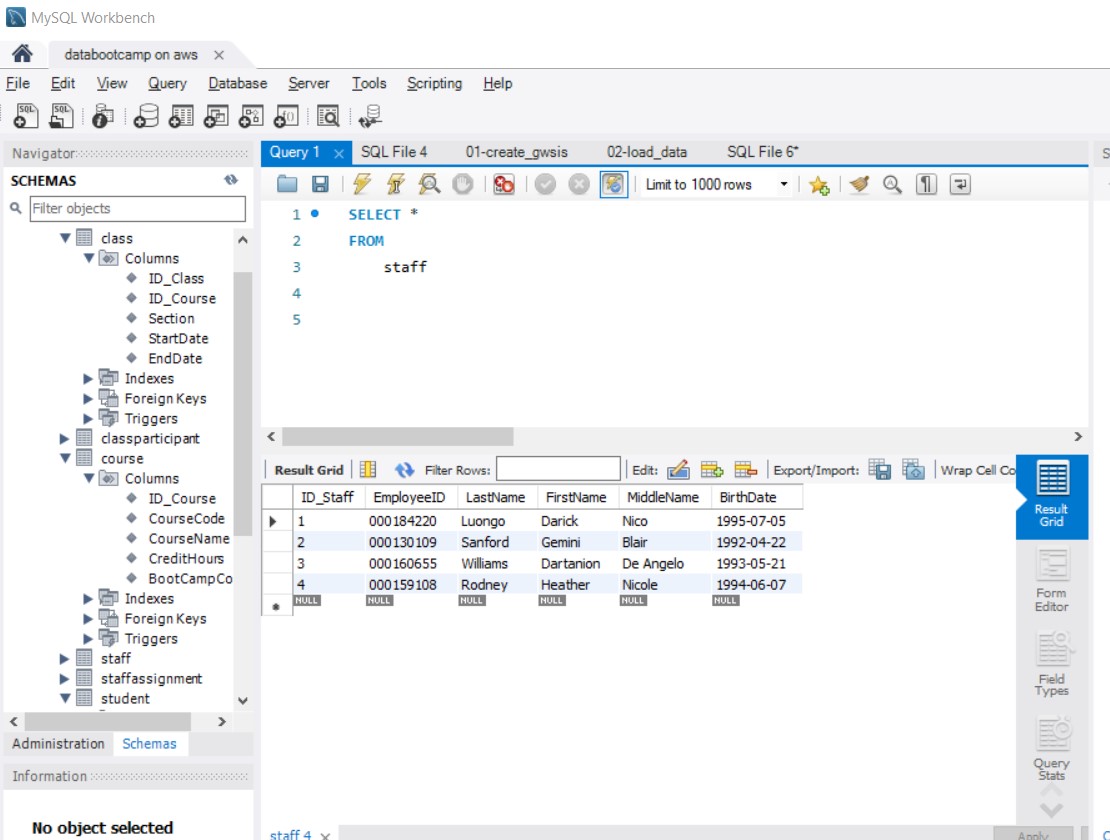 MySQL Workbench
databootcamp on aws
File Edit View Query Database Server Tools Scripting Help
SQL SQL
Navigator
SCHEMAS
Filter objects
class
Columns
ID_Class
ID_Course
Section
StartDate
EndDate
Indexes
Foreign Keys
Triggers
classparticipant
course
Columns
ID_Course
CourseCode
CourseName
CreditHours
BootCampCo
Indexes
Foreign Keys
Triggers
staff
staffassignment
student
Administration Schemas
Information
No object selected
Query 1 SQL File 4 01-create_gwsis 02-load_data SQL File 6*
Limit to 1000 rows
1 SELECT *
2 FROM
3 staff
4
5
Result Grid Filter Rows: Edit: Export/Import: Wrap Cell Co
ID_Staff EmployeeID LastName FirstName MiddleName BirthDate
1 000184220 Luongo Darick Nico 1995-07-05
2 000130109 Sanford Gemini Blair 1992-04-22
3 000160655 Williams Dartanion De Angelo 1993-05-21
4 000159108 Rodney Heather Nicole 1994-06-07
NULL NULL NULL NULL NULL NULL
Result
Grid
Form
Editor
Field
Types
Query
Stats
staff 4
Apply